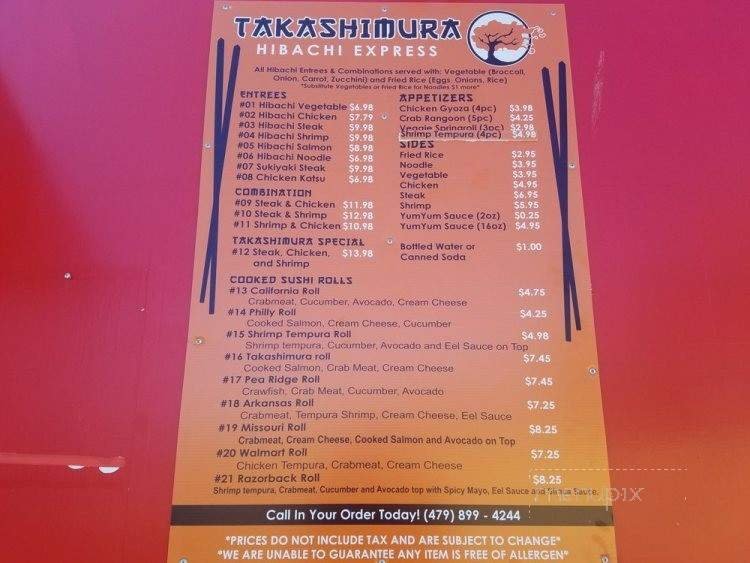 TAKASHIMURA
HIBACHI EXPRESS
All Hibachi Entrees & Combinations served with: Vegetable (Broccoli,
Onion, Carrot, Zucchini) and Fried Rice (Eggs, Onions, Rice)
*Substitute Vegetables or Fried Rice for Noodles $1 more*
ENTREES
#01 Hibachi Vegetable $6.98
#02 Hibachi Chicken $7.79
#03 Hibachi Steak $9.98
#04 Hibachi Shrimp $9.98
#05 Hibachi Salmon $8.98
#06 Hibachi Noodle $6.98
#07 Sukiyaki Steak $9.98
#08 Chicken Katsu $6.98
COMBINATION
#09 Steak & Chicken $11.98
#10 Steak & Shrimp $12.98
#11 Shrimp & Chicken $10.98
TAKASHIMURA SPECIAL
#12 Steak, Chicken, $13.98
and Shrimp
APPETIZERS
Chicken Gyoza (4pc) $3.98
Crab Rangoon (5pc) $4.25
Veggie Springroll (3pc) $2.98
Shrimp Tempura (4pc) $4.98
SIDES
Fried Rice $2.95
Noodle $3.95
Vegetable $3.95
Chicken $4.95
Steak $6.95
Shrimp $5.95
YumYum Sauce (2oz) $0.25
YumYum Sauce (16oz) $4.95
Bottled Water or $1.00
Canned Soda
COOKED SUSHI ROLLS
#13 California Roll $4.75
Crabmeat, Cucumber, Avocado, Cream Cheese
#14 Philly Roll $4.25
Cooked Salmon, Cream Cheese, Cucumber
#15 Shrimp Tempura Roll $4.98
Shrimp tempura, Cucumber, Avocado and Eel Sauce on Top
#16 Takashimura roll $7.45
Cooked Salmon, Crab Meat, Cream Cheese
#17 Pea Ridge Roll $7.45
Crawfish, Crab Meat, Cucumber, Avocado
#18 Arkansas Roll $7.25
Crabmeat, Tempura Shrimp, Cream Cheese, Eel Sauce
#19 Missouri Roll $8.25
Crabmeat, Cream Cheese, Cooked Salmon and Avocado on Top
#20 Walmart Roll $7.25
Chicken Tempura, Crabmeat, Cream Cheese
#21 Razorback Roll $8.25
Shrimp tempura, Crabmeat, Cucumber and Avocado top with Spicy Mayo, Eel Sauce and Sirracha Sauce.
Call In Your Order Today! (479) 899 - 4244
*PRICES DO NOT INCLUDE TAX AND ARE SUBJECT TO CHANGE*
*WE ARE UNABLE TO GUARANTEE ANY ITEM IS FREE OF ALLERGEN*